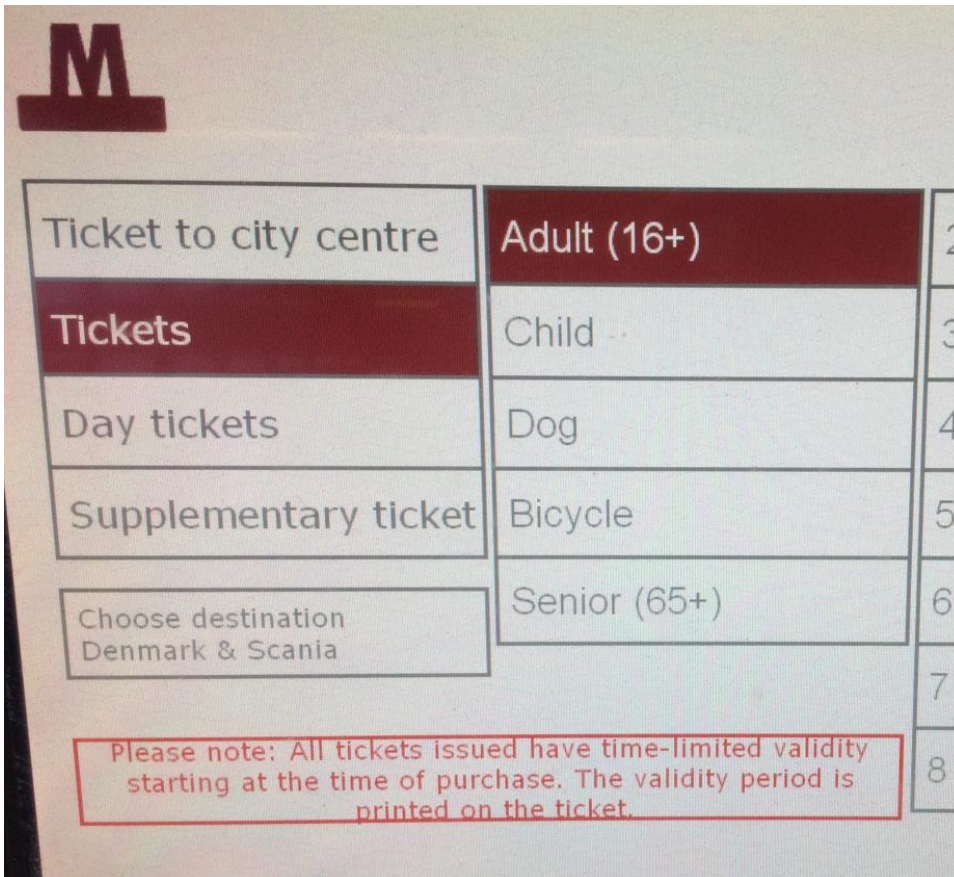 M
Ticket to city centre
Tickets
Day tickets
Supplementary ticket
Choose destination
Denmark & Scania
Adult (16+)
Child
Dog
Bicycle
Senior (65+)
2
3
4
5
6
7
8
Please note: All tickets issued have time-limited validity
starting at the time of purchase. The validity period is
printed on the ticket.